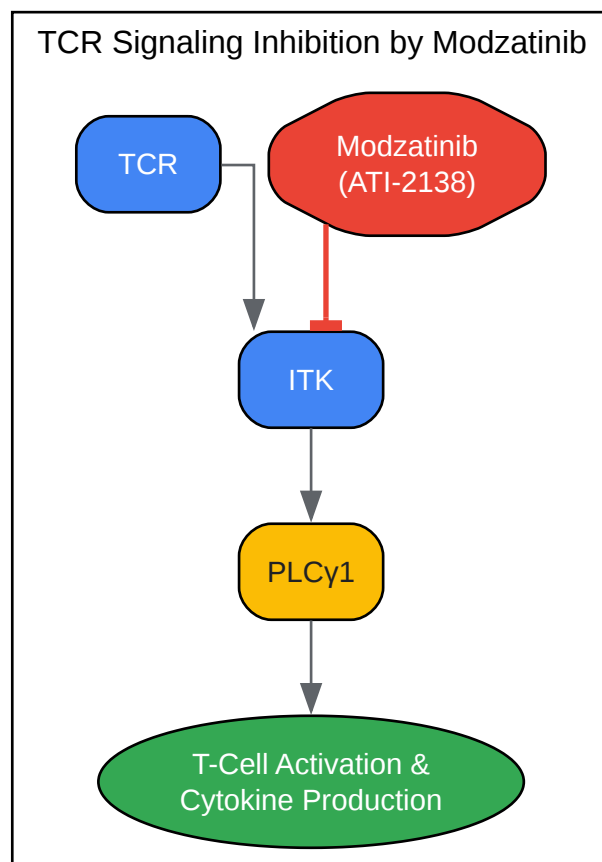 TCR Signaling Inhibition by Modzatinib
TCR
Modzatinib
(ATI-2138)
ITK
PLCγ1
T-Cell Activation &
Cytokine Production